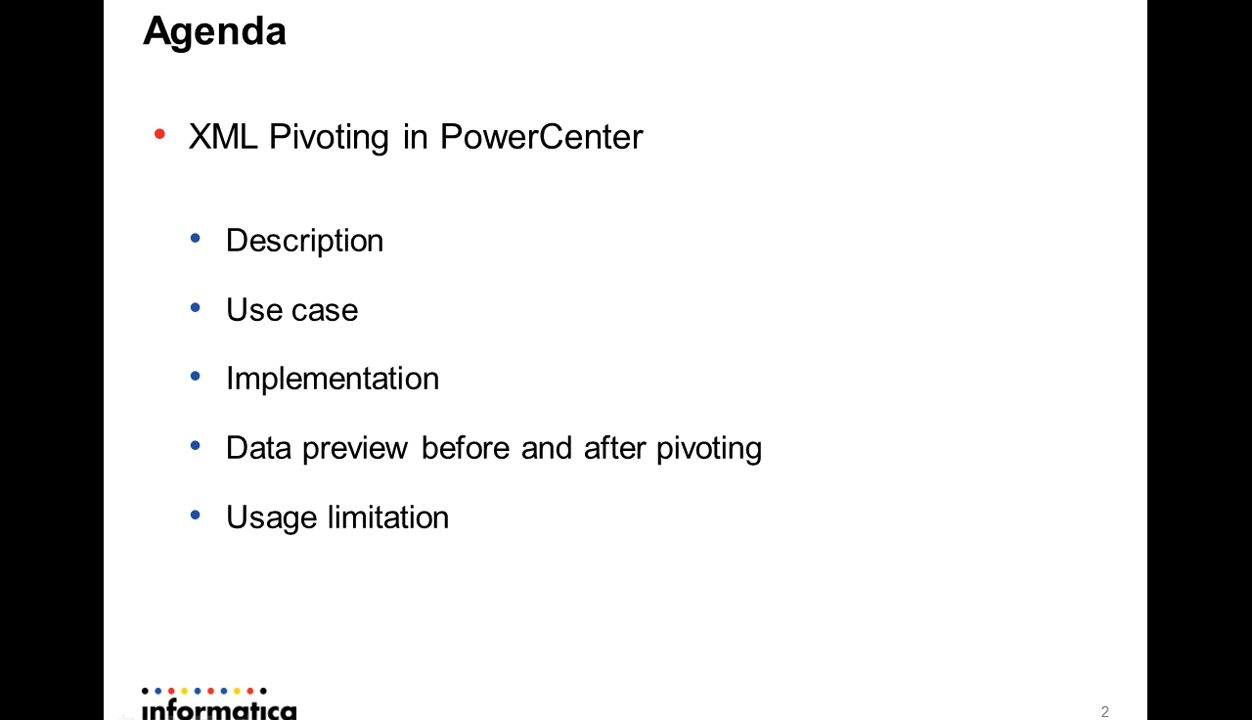 Agenda
• XML Pivoting in PowerCenter
• Description
• Use case
• Implementation
• Data preview before and after pivoting
• Usage limitation
informatica
2